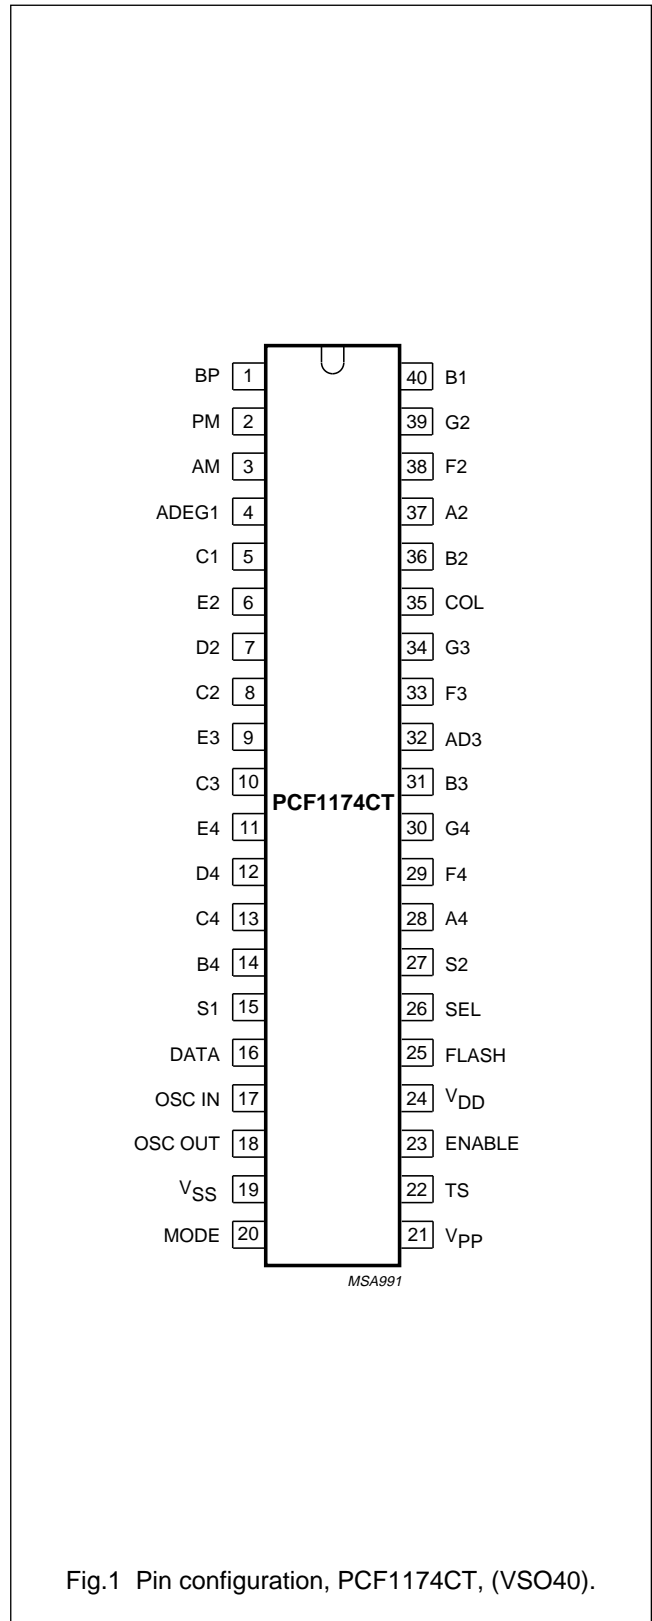 BP 1 40 B1
PM 2 39 G2
AM 3 38 F2
ADEG1 4 37 A2
C1 5 36 B2
E2 6 35 COL
D2 7 34 G3
C2 8 33 F3
E3 9 32 AD3
C3 10 31 B3
PCF1174CT
E4 11 30 G4
D4 12 29 F4
C4 13 28 A4
B4 14 27 S2
S1 15 26 SEL
DATA 16 25 FLASH
OSC IN 17 24 VDD
OSC OUT 18 23 ENABLE
VSS 19 22 TS
MODE 20 21 VPP
MSA991
Fig.1 Pin configuration, PCF1174CT, (VSO40).